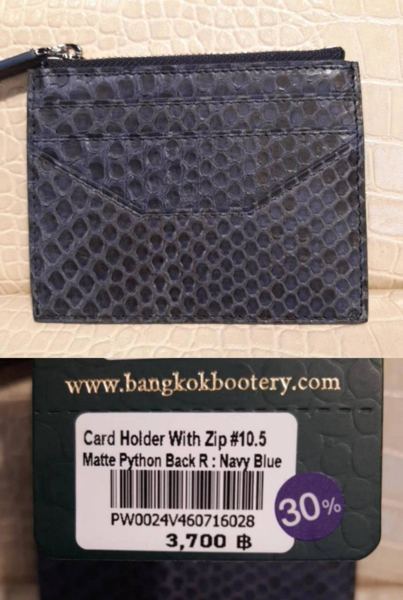 www.bangkokbootery.com
Card Holder With Zip #10.5
Matte Python Back R : Navy Blue
PW0024V460716028
3,700 ฿
30%